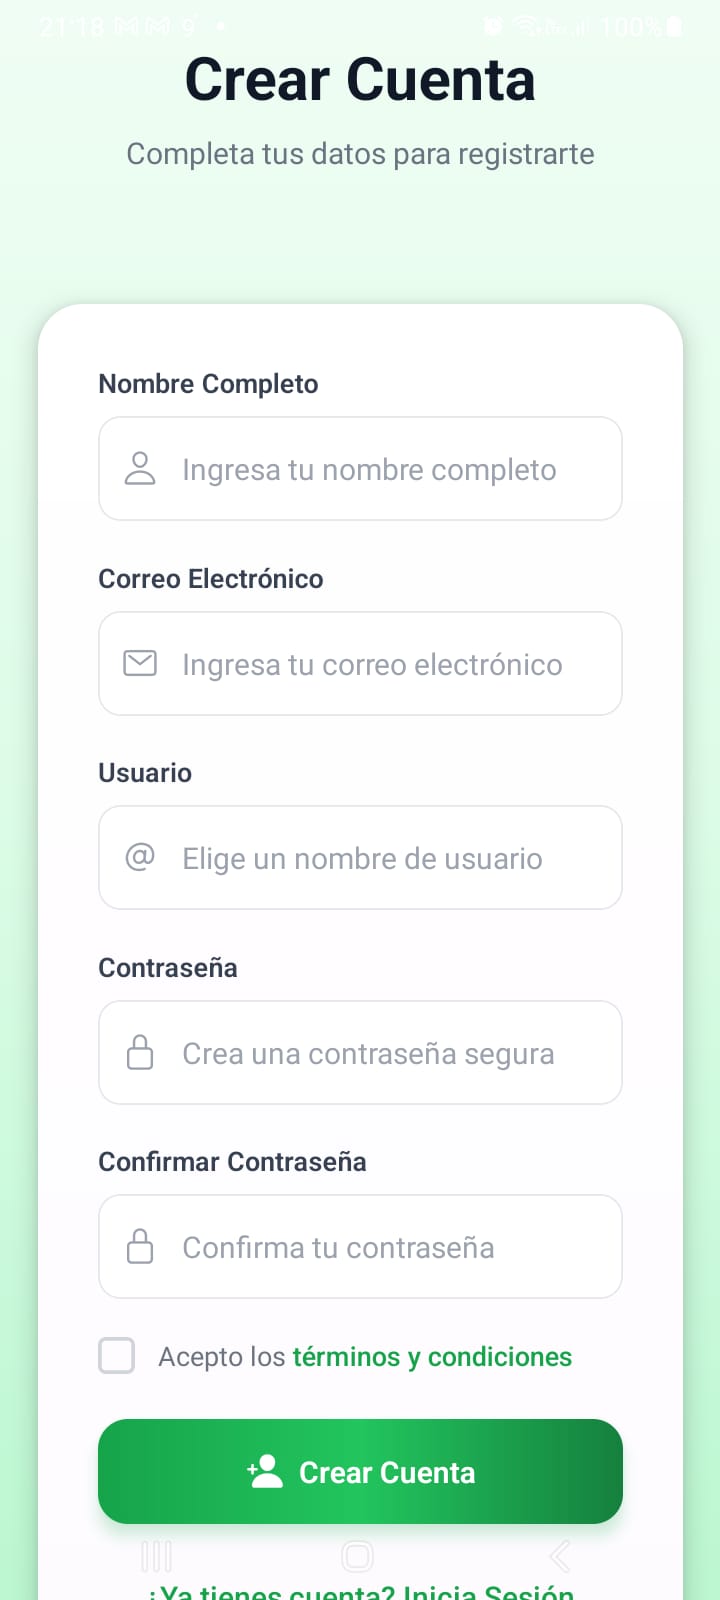 21:18
100%
Crear Cuenta
Completa tus datos para registrarte
Nombre Completo
Ingresa tu nombre completo
Correo Electrónico
Ingresa tu correo electrónico
Usuario
@ Elige un nombre de usuario
Contraseña
Crea una contraseña segura
Confirmar Contraseña
Confirma tu contraseña
Acepto los términos y condiciones
Crear Cuenta
¿Ya tienes cuenta? Inicia Sesión